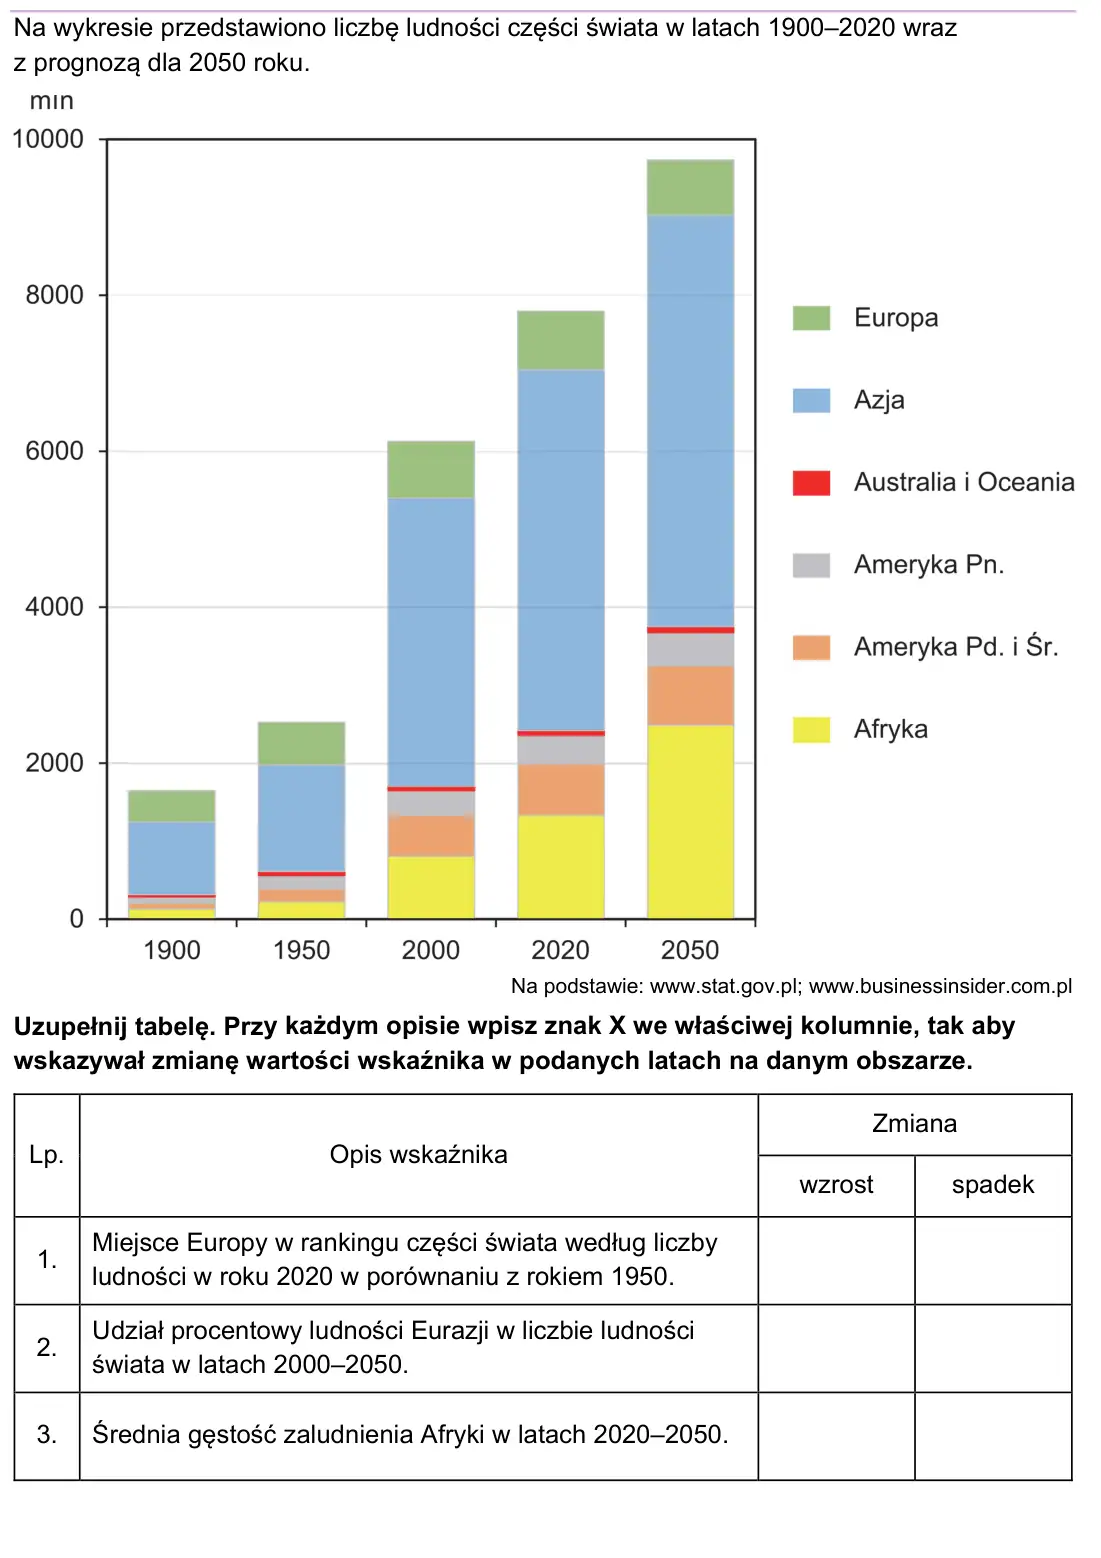 Na wykresie przedstawiono liczbę ludności części świata w latach 1900–2020 wraz
z prognozą dla 2050 roku.
mln
10000
8000
6000
4000
2000
0
1900 1950 2000 2020 2050
Europa
Azja
Australia i Oceania
Ameryka Pn.
Ameryka Pd. i Śr.
Afryka
Na podstawie: www.stat.gov.pl; www.businessinsider.com.pl
Uzupełnij tabelę. Przy każdym opisie wpisz znak X we właściwej kolumnie, tak aby
wskazywał zmianę wartości wskaźnika w podanych latach na danym obszarze.
Lp.
Opis wskaźnika
Zmiana
wzrost
spadek
1.
Miejsce Europy w rankingu części świata według liczby
ludności w roku 2020 w porównaniu z rokiem 1950.
2.
Udział procentowy ludności Eurazji w liczbie ludności
świata w latach 2000–2050.
3.
Średnia gęstość zaludnienia Afryki w latach 2020–2050.